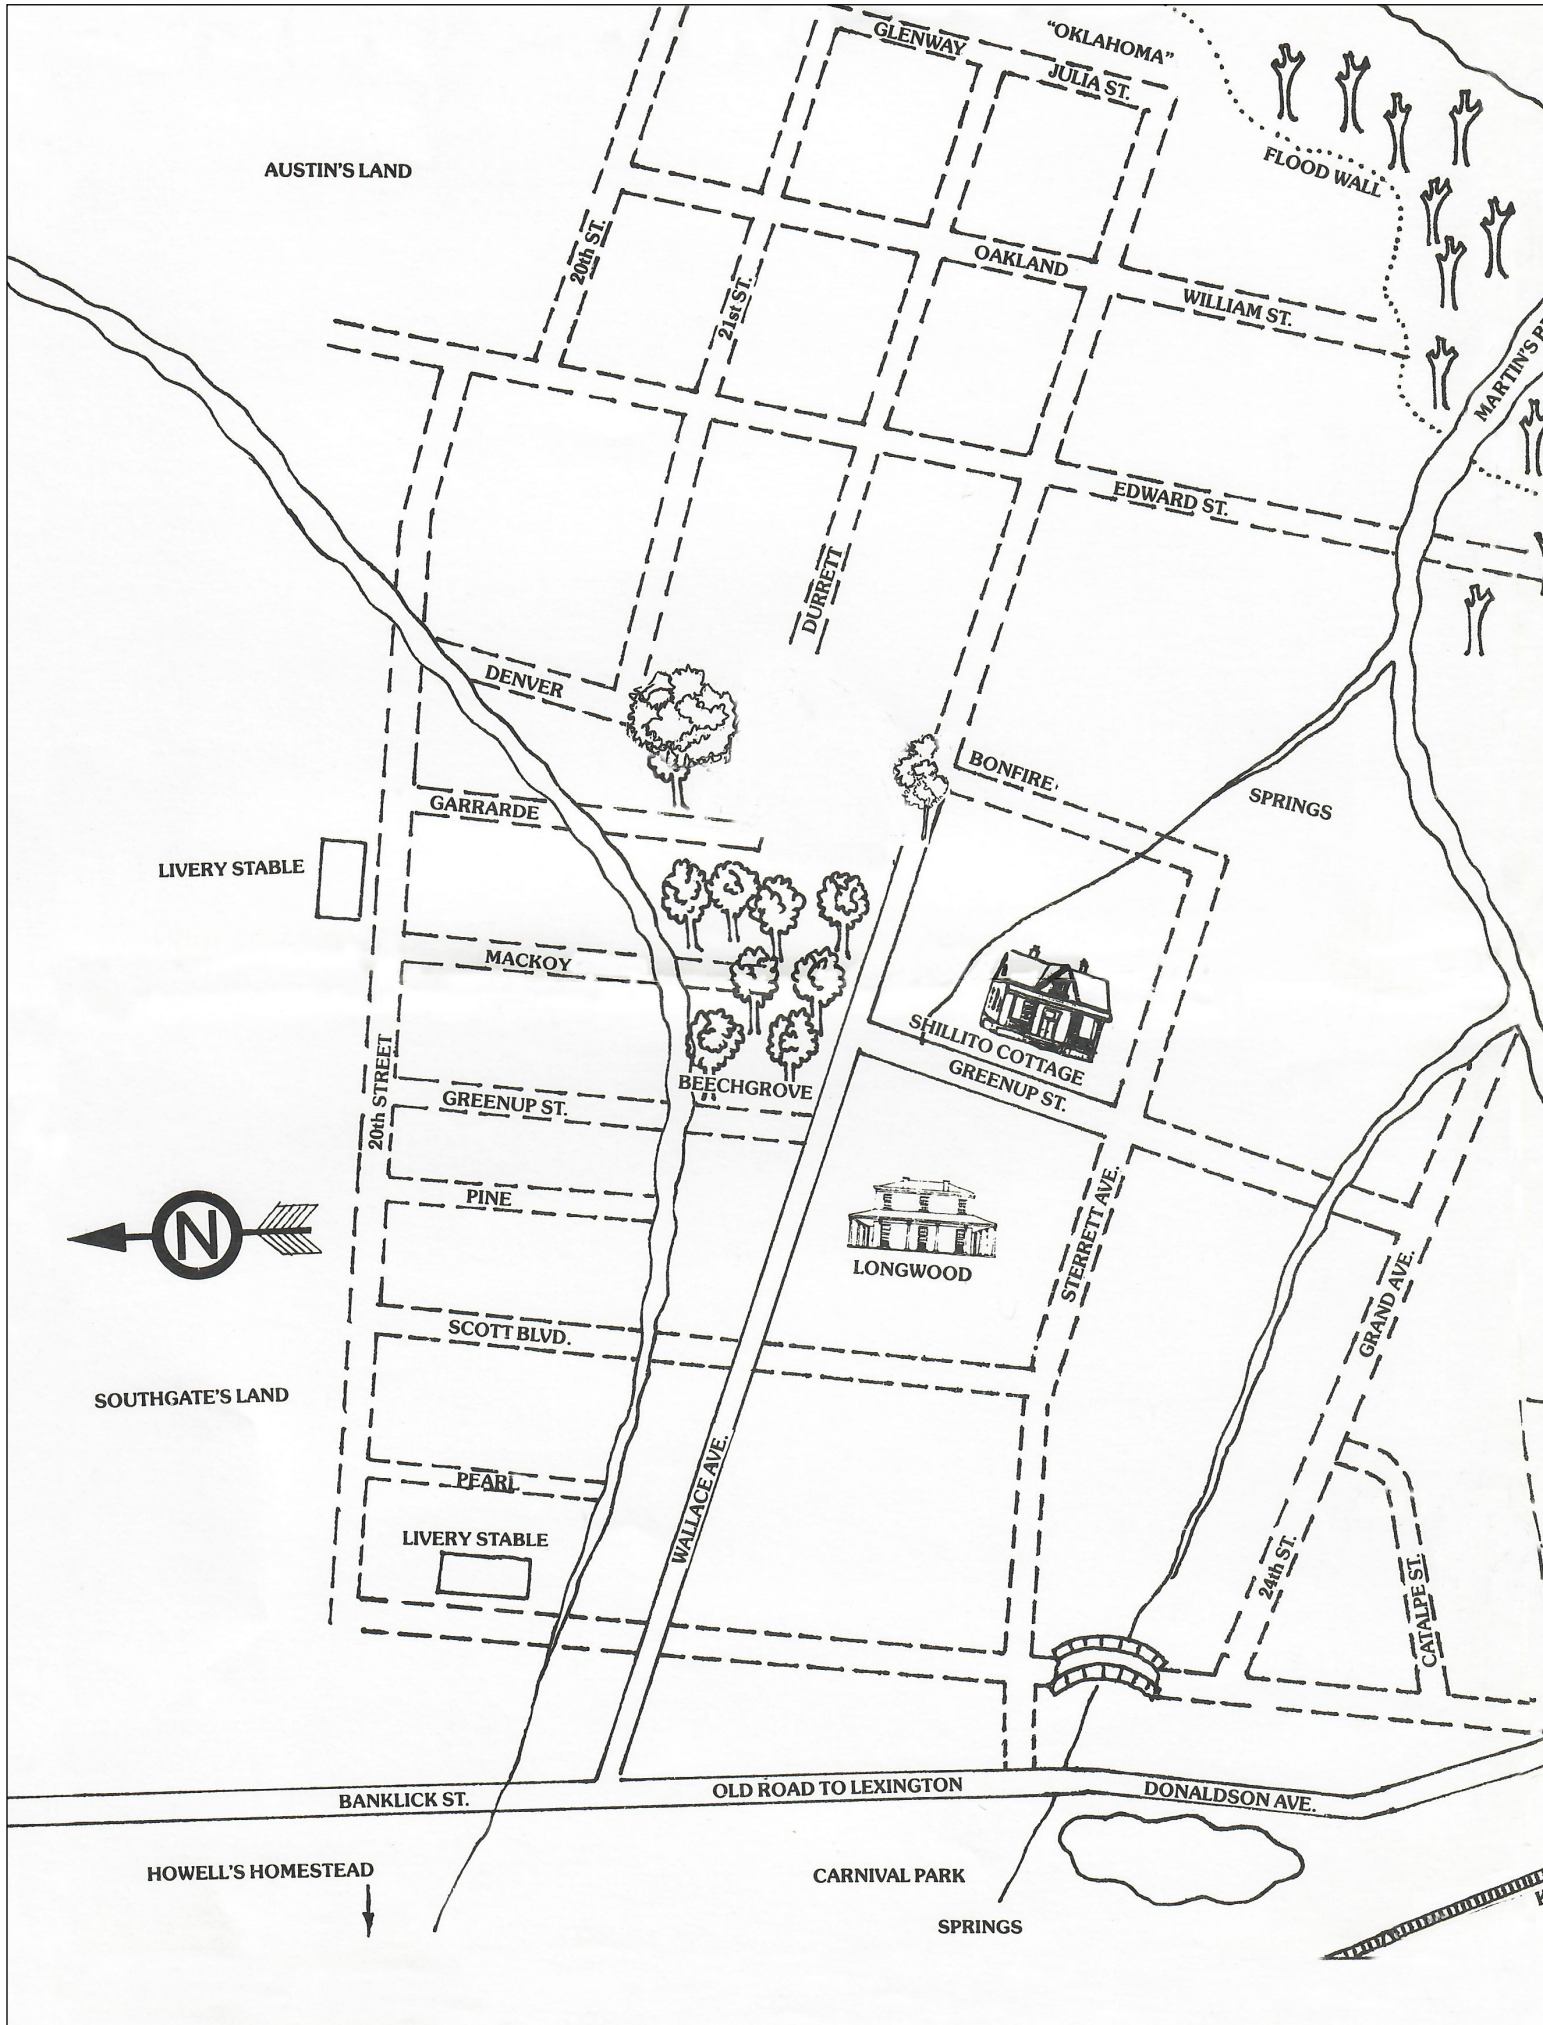 GLENWAY
"OKLAHOMA"
JULIA ST.
FLOOD WALL
AUSTIN'S LAND
20th ST.
21st ST.
OAKLAND
WILLIAM ST.
MARTIN'S
EDWARD ST.
DURRETT
DENVER
BONFIRE
SPRINGS
GARRARDE
LIVERY STABLE
MACKOY
SHILLITO COTTAGE
GREENUP ST.
BEECHGROVE
20th STREET
GREENUP ST.
PINE
N
LONGWOOD
STERRETT AVE.
GRAND AVE.
SCOTT BLVD.
SOUTHGATE'S LAND
PEARL
WALLACE AVE.
LIVERY STABLE
24th ST.
CATALPE ST.
BANKLICK ST.
OLD ROAD TO LEXINGTON
DONALDSON AVE.
HOWELL'S HOMESTEAD
CARNIVAL PARK
SPRINGS